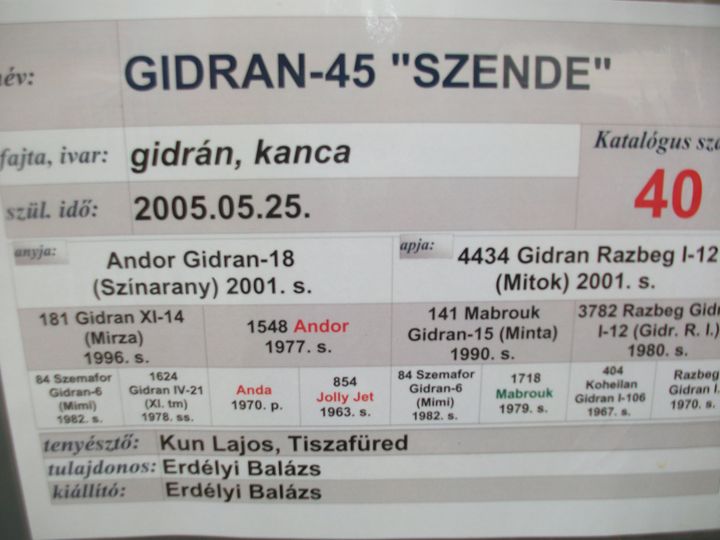 név: GIDRAN-45 "SZENDE"
fajta, ivar: gidrán, kanca
Katalógus
szül. idő: 2005.05.25.
40
anyja: Andor Gidran-18
(Színarany) 2001. s.
apja: 4434 Gidran Razbeg I-12
(Mitok) 2001. s.
181 Gidran XI-14
(Mirza)
1996. s.
1548 Andor
1977. s.
141 Mabrouk
Gidran-15 (Minta)
1990. s.
3782 Razbeg
I-12 (Gidr. R. I.)
1980. s.
84 Szemafor
Gidran-6
(Mimi)
1982. s.
1624
Gidran IV-21
(XI. tm)
1978. ss.
Anda
1970. p.
854
Jolly Jet
1963. s.
84 Szemafor
Gidran-6
(Mimi)
1982. s.
1718
Mabrouk
1979. s.
404
Koheilan
Gidran I-106
1967. s.
Razbeg
Gidran
1970. s.
tenyésztő: Kun Lajos, Tiszafüred
tulajdonos: Erdélyi Balázs
kiállító: Erdélyi Balázs